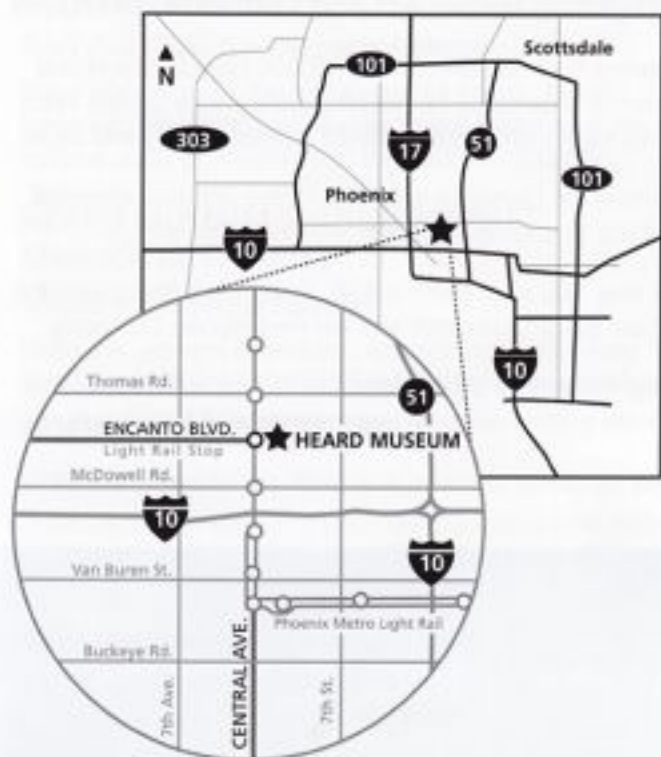 Scottsdale
N
101
303
17
51
101
Phoenix
10
10
Thomas Rd.
51
ENCANTO BLVD.
Light Rail Stop
HEARD MUSEUM
McDowell Rd.
10
10
Van Buren St.
Phoenix Metro Light Rail
Buckeye Rd.
7th Ave.
CENTRAL AVE.
7th St.